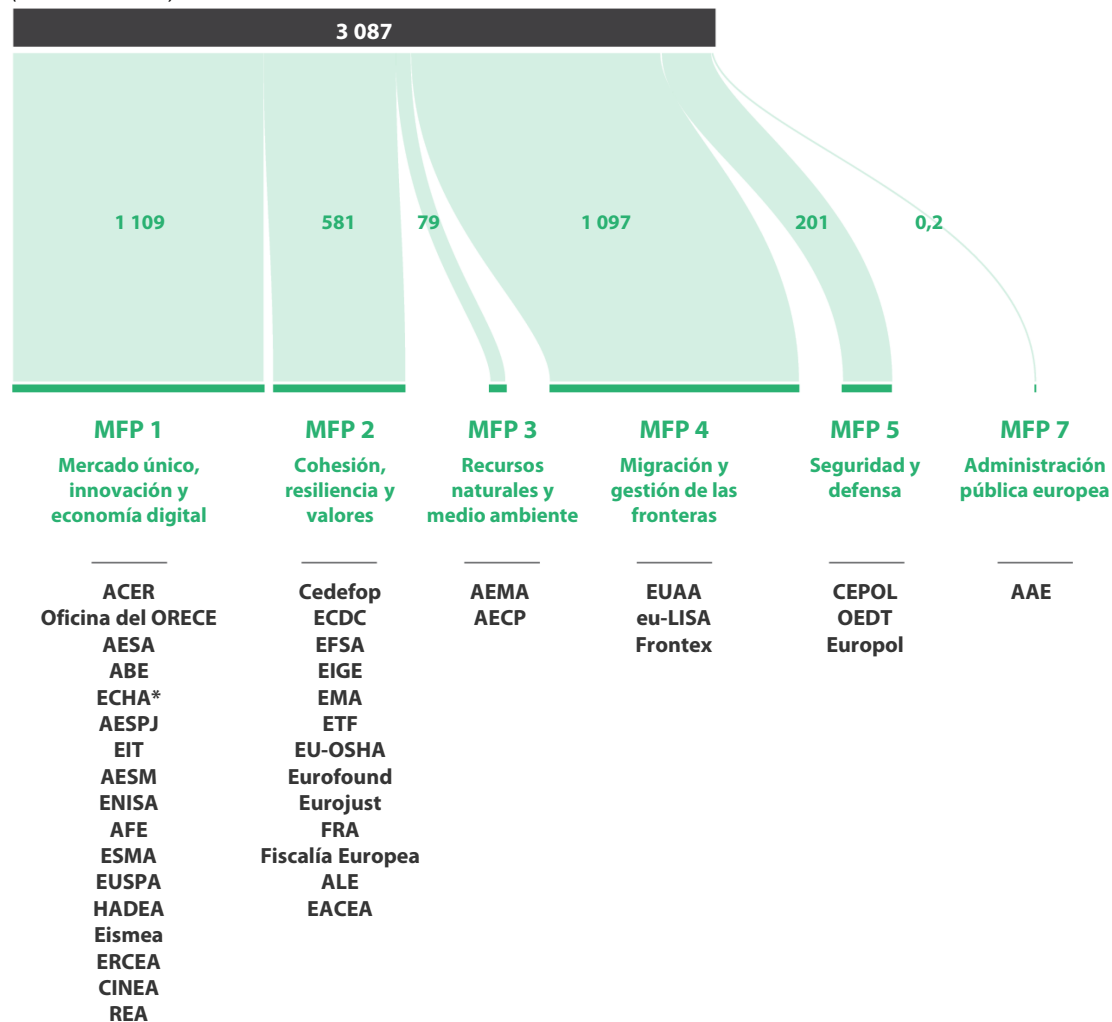 3 087
1 109
581
79
1 097
201
0,2
MFP 1
Mercado único,
innovación y
economía digital
ACER
Oficina del ORECE
AESA
ABE
ECHA*
AESPJ
EIT
AESM
ENISA
AFE
ESMA
EUSPA
HADEA
Eismea
ERCEA
CINEA
REA
MFP 2
Cohesión,
resiliencia y
valores
Cedefop
ECDC
EFSA
EIGE
EMA
ETF
EU-OSHA
Eurofound
Eurojust
FRA
Fiscalía Europea
ALE
EACEA
MFP 3
Recursos
naturales y
medio ambiente
AEMA
AECP
MFP 4
Migración y
gestión de las
fronteras
EUAA
eu-LISA
Frontex
MFP 5
Seguridad y
defensa
CEPOL
OEDT
Europol
MFP 7
Administración
pública europea
AAE